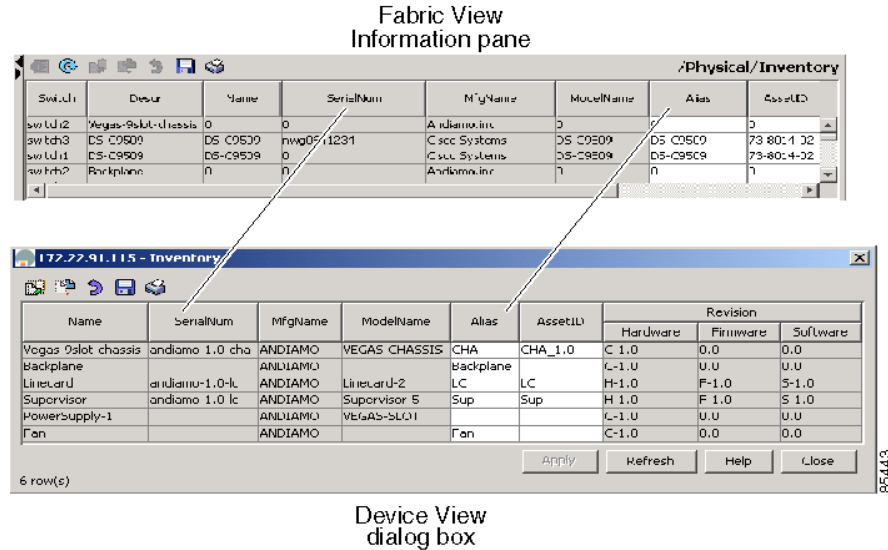 Fabric View
Information pane
/Physical/Inventory
Switch Descr Name SerialNum MfgName ModelName Alias AssetID
switch2 Vegas-9slot-chassis 0 0 Andiamo.inc 0 0 0
switch3 DS-C9509 DS-C9509 Cisco Systems DS-C9509 DS-C9509 73-8014-02
switch1 DS-C9509 DS-C9509 0 Cisco Systems DS-C9509 DS-C9509 73-8014-02
switch2 Backplane 0 0 Andiamo.inc 0 0 0
172.22.91.115 - Inventory
Revision
Name SerialNum MfgName ModelName Alias AssetID
Hardware Firmware Software
Vegas 9slot chassis andiamo 1.0 cha ANDIAMO VEGAS CHASSIS CHA CHA_1.0 C 1.0 0.0 0.0
Backplane ANDIAMO Backplane C-1.0 0.0 0.0
Linecard andiamo-1.0-lc ANDIAMO Linecard-2 LC LC H-1.0 F-1.0 S-1.0
Supervisor andiamo 1.0 lc ANDIAMO Supervisor 5 Sup Sup H 1.0 F 1.0 S 1.0
PowerSupply-1 ANDIAMO VEGAS-SLOT C-1.0 0.0 0.0
Fan ANDIAMO Fan C-1.0 0.0 0.0
Apply Refresh Help Close
6 row(s)
85443
Device View
dialog box